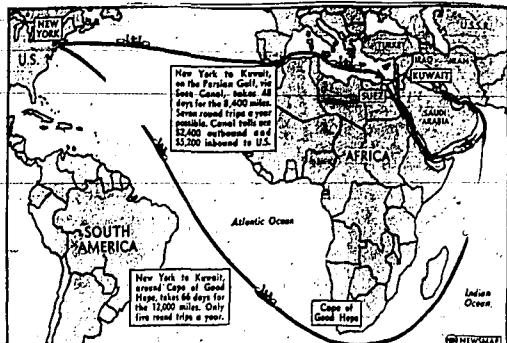 NEW
YORK
U.S.
U.S.S.R.
TURKEY
IRAQ
IRAN
KUWAIT
SUEZ
SAUDI
ARABIA
New York to Kuwait,
on the Persian Gulf, via
Suez Canal, takes 48
days for the 8,400 miles.
Seven round trips a year
possible. Canal tolls are
$2,400 outbound and
$5,200 inbound to U.S.
AFRICA
Atlantic Ocean
SOUTH
AMERICA
New York to Kuwait,
around Cape of Good
Hope, takes 66 days for
the 12,000 miles. Only
five round trips a year.
Cape of
Good Hope
Indian
Ocean
NEWSMAP